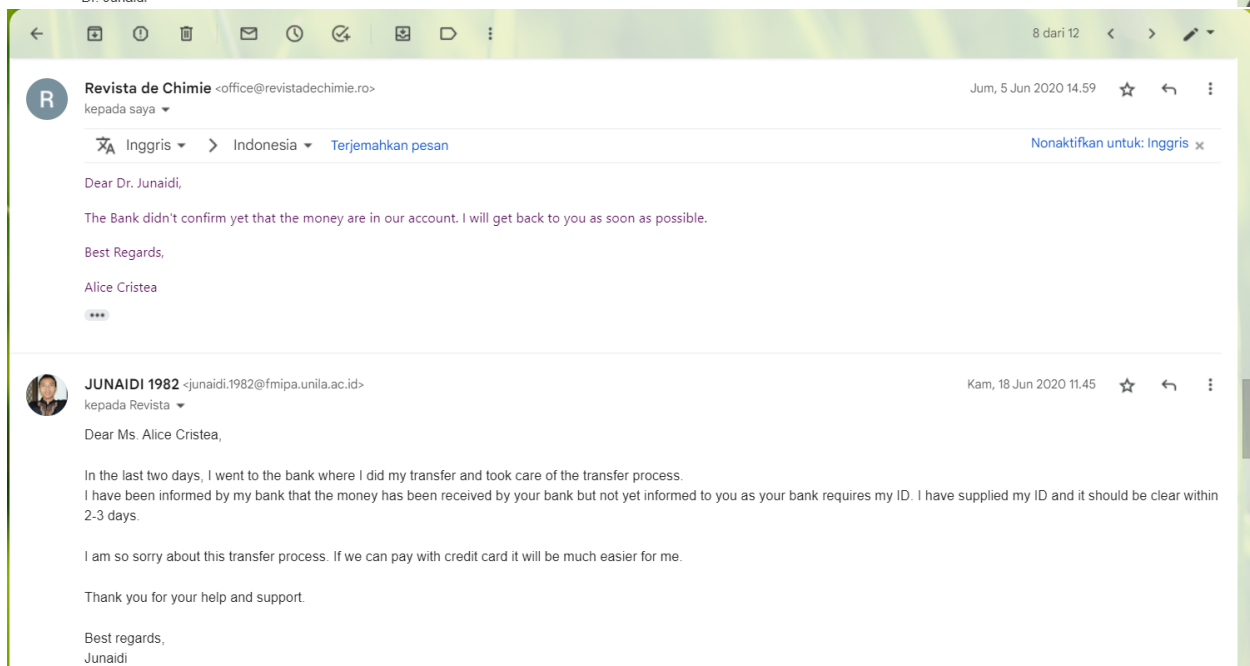 Dr. Junaidi
8 dari 12
R
Revista de Chimie <office@revistadechimie.ro>
Jum, 5 Jun 2020 14.59
kepada saya
Inggris > Indonesia Terjemahkan pesan
Nonaktifkan untuk: Inggris x
Dear Dr. Junaidi,
The Bank didn't confirm yet that the money are in our account. I will get back to you as soon as possible.
Best Regards,
Alice Cristea
JUNAIDI 1982 <junaidi.1982@fmipa.unila.ac.id>
Kam, 18 Jun 2020 11.45
kepada Revista
Dear Ms. Alice Cristea,
In the last two days, I went to the bank where I did my transfer and took care of the transfer process.
I have been informed by my bank that the money has been received by your bank but not yet informed to you as your bank requires my ID. I have supplied my ID and it should be clear within
2-3 days.
I am so sorry about this transfer process. If we can pay with credit card it will be much easier for me.
Thank you for your help and support.
Best regards,
Junaidi